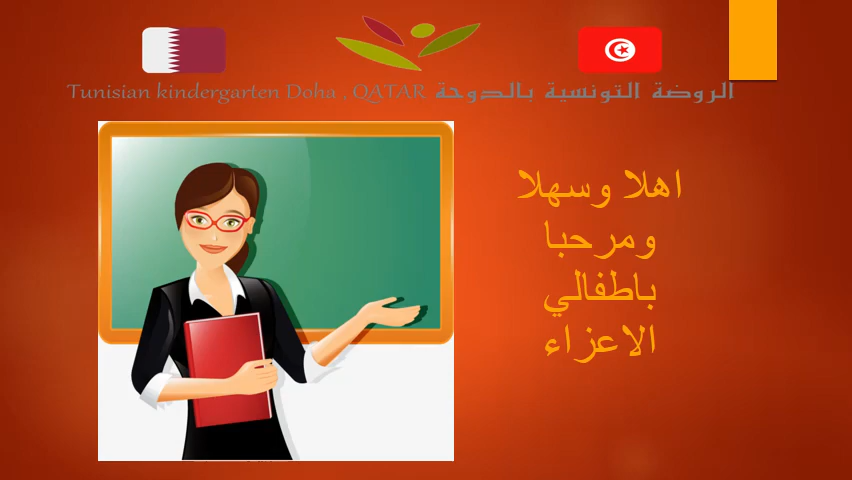 Tunisian kindergarten Doha , QATAR الروضة التونسية بالدوحة
اهلا وسهلا
ومرحبا
باطفالي
الاعزاء